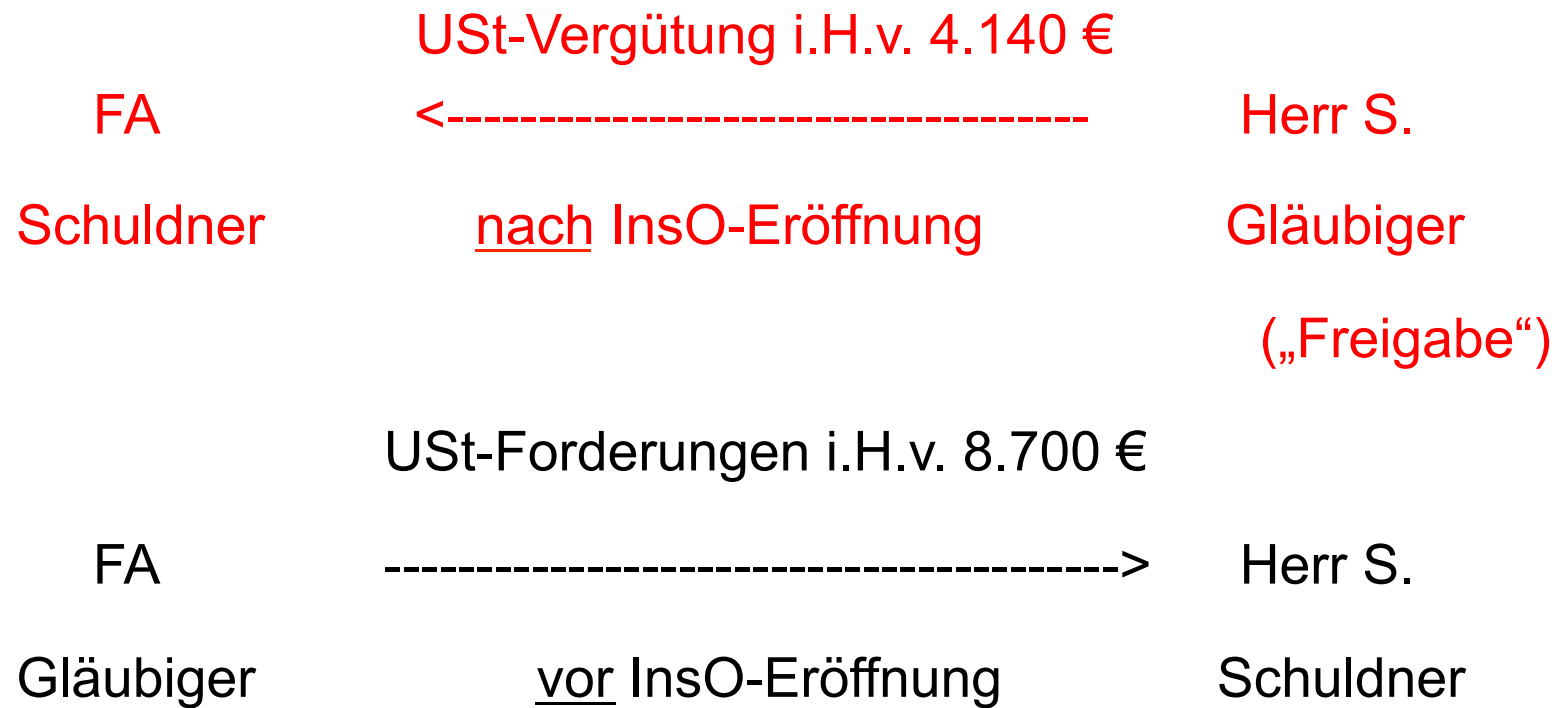 USt-Vergütung i.H.v. 4.140 €
FA <----------------------------------- Herr S.
Schuldner nach InsO-Eröffnung Gläubiger
(„Freigabe“)
USt-Forderungen i.H.v. 8.700 €
FA ----------------------------------------> Herr S.
Gläubiger vor InsO-Eröffnung Schuldner